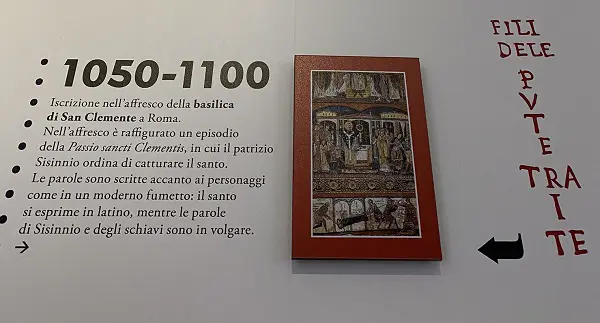 1050-1100
Iscrizione nell'affresco della basilica
di San Clemente a Roma.
Nell'affresco è raffigurato un episodio
della Passio sancti Clementis, in cui il patrizio
Sisinnio ordina di catturare il santo.
Le parole sono scritte accanto ai personaggi
come in un moderno fumetto: il santo
si esprime in latino, mentre le parole
di Sisinnio e degli schiavi sono in volgare.
FILI
DELE
PVTE
TRA
ITE